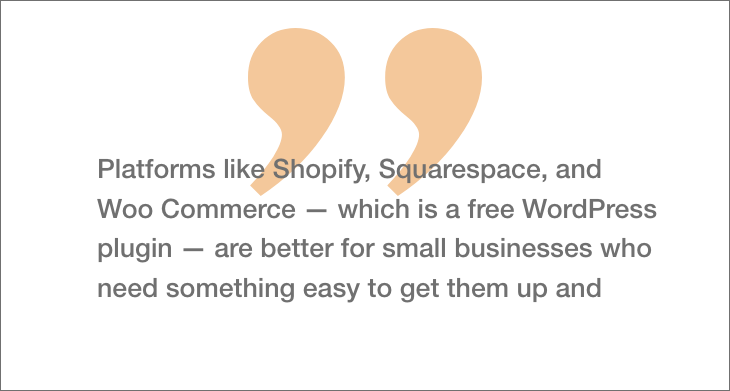 Platforms like Shopify, Squarespace, and
Woo Commerce — which is a free WordPress
plugin — are better for small businesses who
need something easy to get them up and